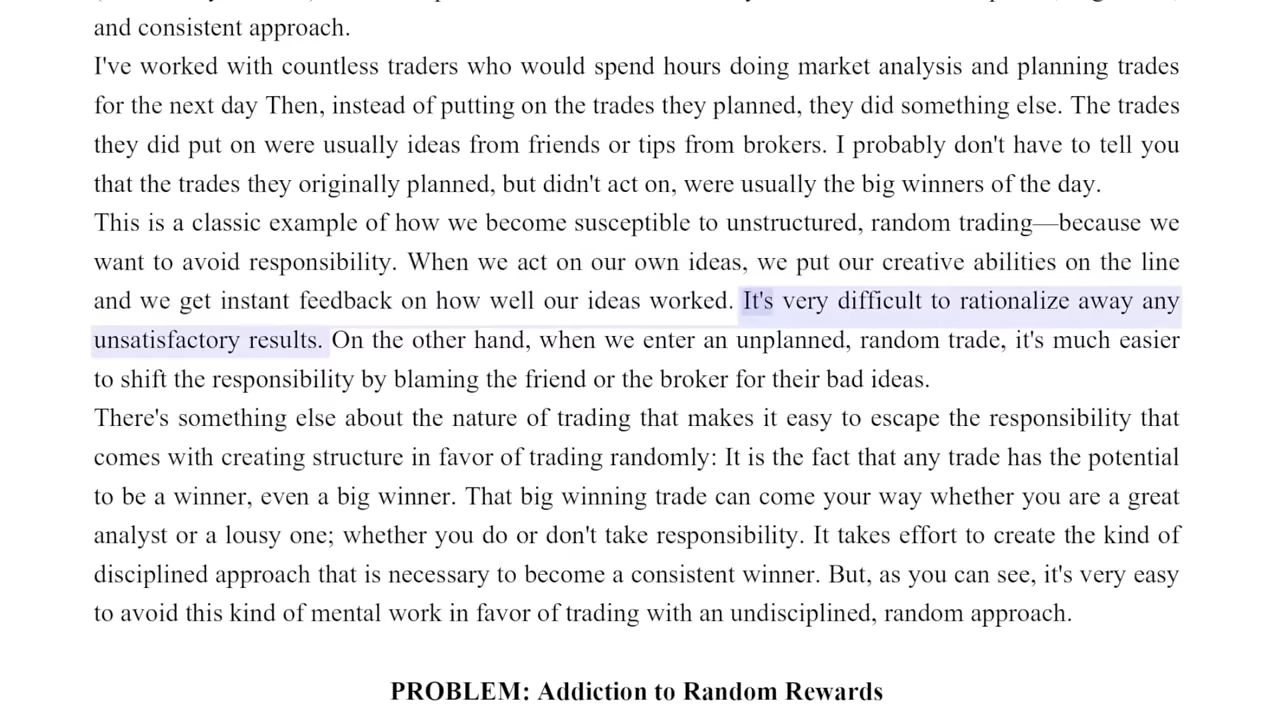 and consistent approach.
I've worked with countless traders who would spend hours doing market analysis and planning trades
for the next day Then, instead of putting on the trades they planned, they did something else. The trades
they did put on were usually ideas from friends or tips from brokers. I probably don't have to tell you
that the trades they originally planned, but didn't act on, were usually the big winners of the day.
This is a classic example of how we become susceptible to unstructured, random trading—because we
want to avoid responsibility. When we act on our own ideas, we put our creative abilities on the line
and we get instant feedback on how well our ideas worked. It's very difficult to rationalize away any
unsatisfactory results. On the other hand, when we enter an unplanned, random trade, it's much easier
to shift the responsibility by blaming the friend or the broker for their bad ideas.
There's something else about the nature of trading that makes it easy to escape the responsibility that
comes with creating structure in favor of trading randomly: It is the fact that any trade has the potential
to be a winner, even a big winner. That big winning trade can come your way whether you are a great
analyst or a lousy one; whether you do or don't take responsibility. It takes effort to create the kind of
disciplined approach that is necessary to become a consistent winner. But, as you can see, it's very easy
to avoid this kind of mental work in favor of trading with an undisciplined, random approach.
PROBLEM: Addiction to Random Rewards